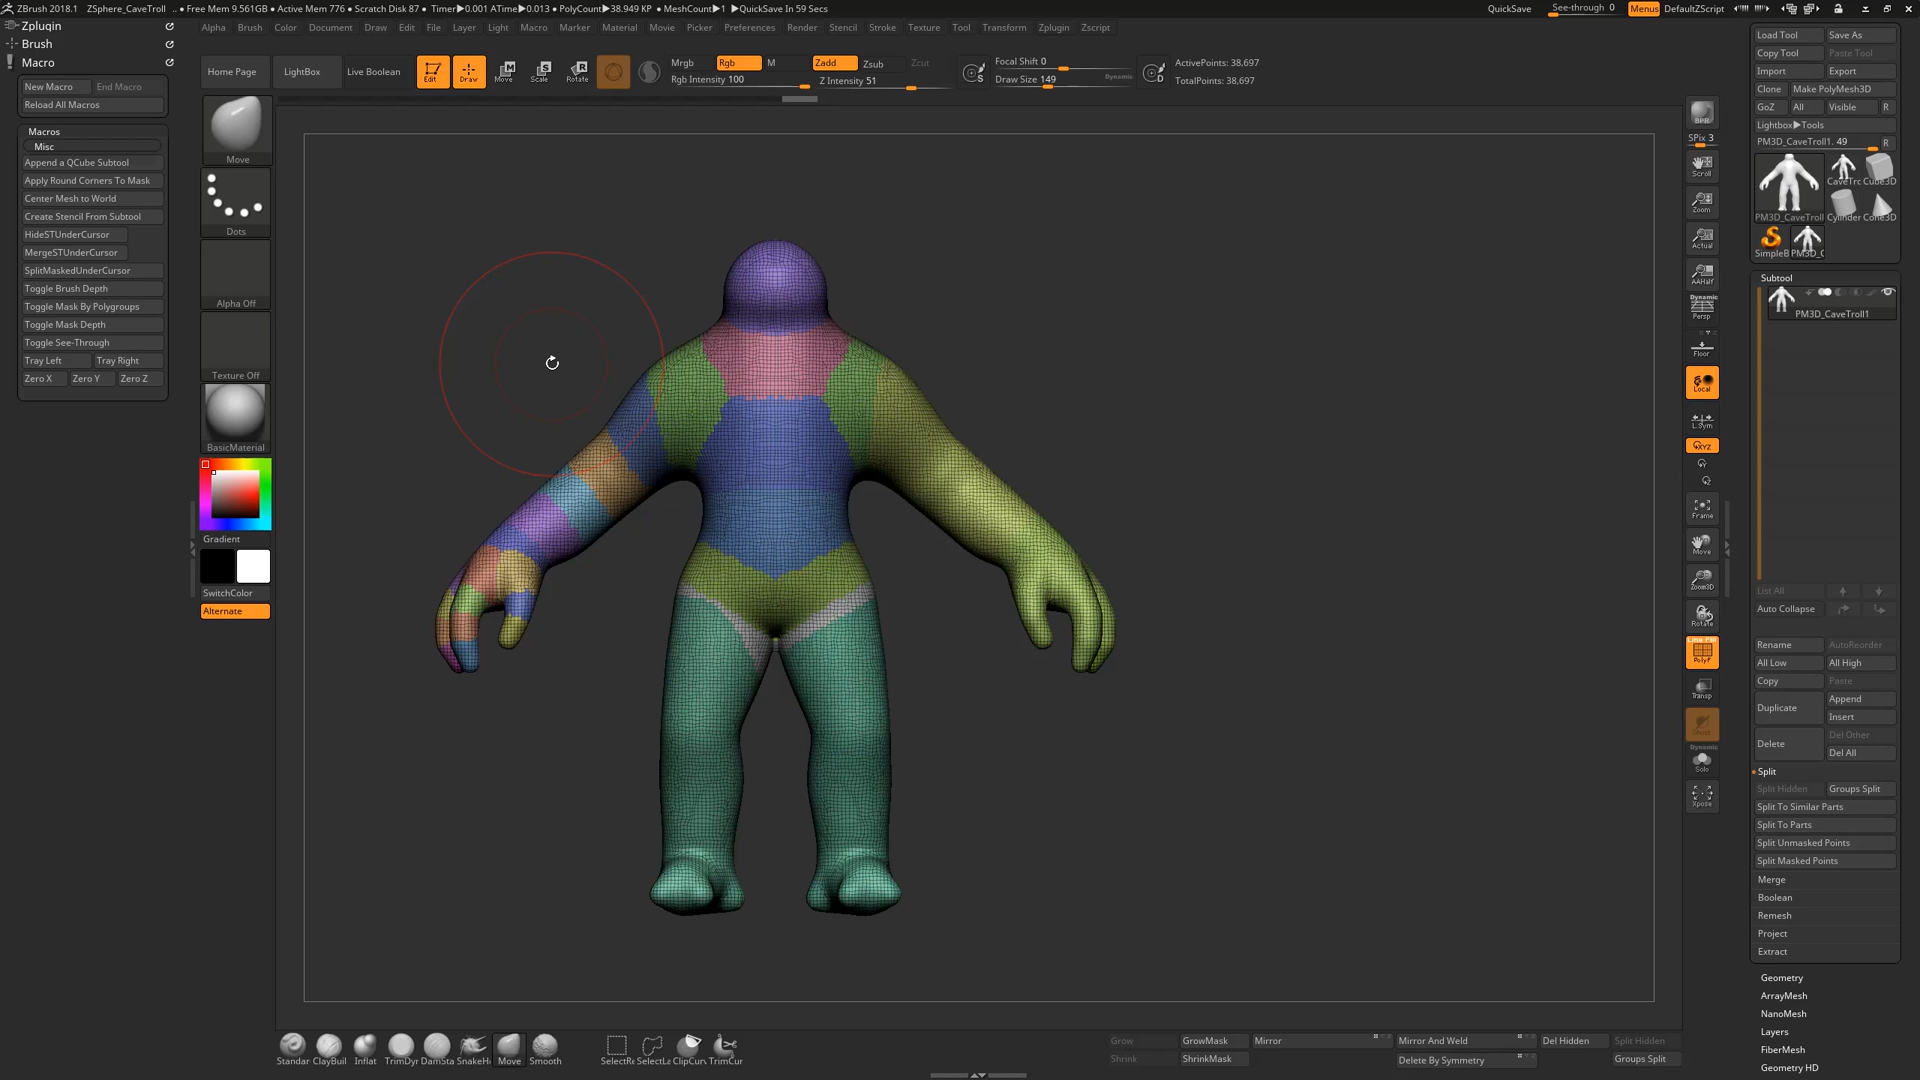 ZBrush 2018.1 ZSphere_CaveTroll .. • Free Mem 9.561GB • Active Mem 776 • Scratch Disk 87 • Timer▶0.001 ATime▶0.013 • PolyCount▶38.949 KP • MeshCount▶1 ▶QuickSave In 59 Secs QuickSave See-through 0 Menus DefaultZScript
Zplugin
Brush
Macro
Alpha Brush Color Document Draw Edit File Layer Light Macro Marker Material Movie Picker Preferences Render Stencil Stroke Texture Tool Transform Zplugin Zscript
Home Page LightBox Live Boolean Edit Draw Move Scale Rotate
Mrgb Rgb M Zadd Zsub Zcut
Rgb Intensity 100 Z Intensity 51
S Focal Shift 0
Draw Size 149 Dynamic
D ActivePoints: 38,697
TotalPoints: 38,697
New Macro End Macro
Reload All Macros
Macros
Misc
Append a QCube Subtool
Apply Round Corners To Mask
Center Mesh to World
Create Stencil From Subtool
HideSTUnderCursor
MergeSTUnderCursor
SplitMaskedUnderCursor
Toggle Brush Depth
Toggle Mask By Polygroups
Toggle Mask Depth
Toggle See-Through
Tray Left Tray Right
Zero X Zero Y Zero Z
Move
Dots
Alpha Off
Texture Off
BasicMaterial
Gradient
SwitchColor
Alternate
BPR
SPix 3
Scroll
Zoom
Actual
AAHalf
Dynamic
Persp
Floor
Local
L.Sym
XYZ
Frame
Move
Zoom3D
Rotate
Line Fill
PolyF
Transp
Ghost
Dynamic
Solo
Xpose
Load Tool Save As
Copy Tool Paste Tool
Import Export
Clone Make PolyMesh3D
GoZ All Visible R
Lightbox▶Tools
PM3D_CaveTroll1. 49 R
CaveTrc Cube3D
PM3D_CaveTroll Cylinder Cone3D
SimpleB PM3D_C
Subtool
PM3D_CaveTroll1
List All
Auto Collapse
Rename AutoReorder
All Low All High
Copy Paste
Duplicate Append
Insert
Delete Del Other
Del All
Split
Split Hidden Groups Split
Split To Similar Parts
Split To Parts
Split Unmasked Points
Split Masked Points
Merge
Boolean
Remesh
Project
Extract
Geometry
ArrayMesh
NanoMesh
Layers
FiberMesh
Geometry HD
Standar ClayBuil Inflat TrimDy DamSta SnakeH Move Smooth SelectRe SelectLa ClipCur TrimCur
Grow GrowMask Mirror Mirror And Weld Del Hidden Split Hidden
Shrink ShrinkMask Delete By Symmetry Groups Split